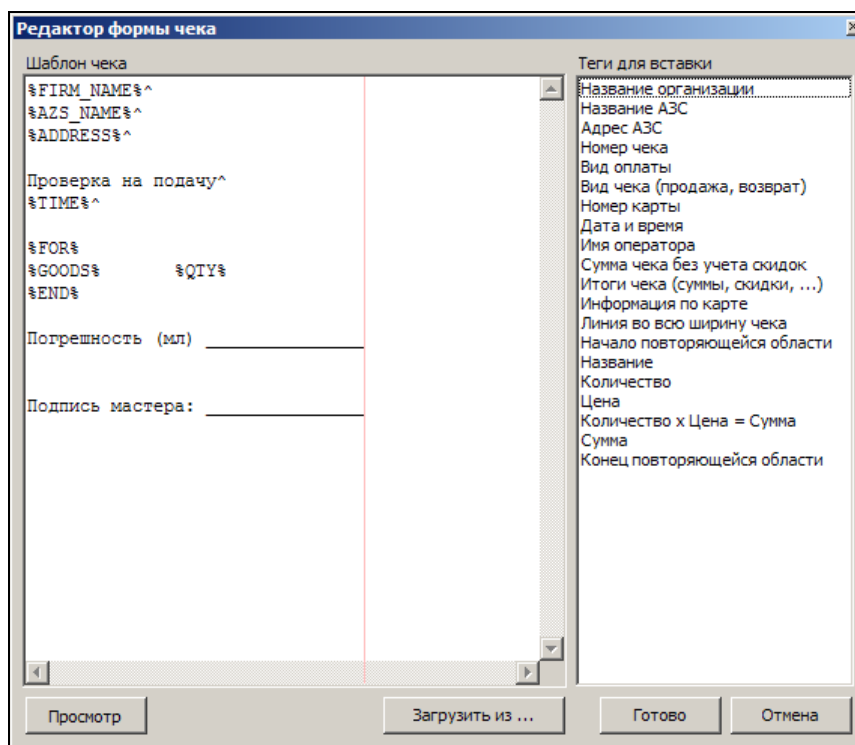 Редактор формы чека
Шаблон чека
%FIRM_NAME%^
%AZS_NAME%^
%ADDRESS%^
Проверка на подачу^
%TIME%^
%FOR%
%GOODS% %QTY%
%END%
Погрешность (мл) ______________
Подпись мастера: ______________
Теги для вставки
Название организации
Название АЗС
Адрес АЗС
Номер чека
Вид оплаты
Вид чека (продажа, возврат)
Номер карты
Дата и время
Имя оператора
Сумма чека без учета скидок
Итоги чека (суммы, скидки, ...)
Информация по карте
Линия во всю ширину чека
Начало повторяющейся области
Название
Количество
Цена
Количество x Цена = Сумма
Сумма
Конец повторяющейся области
Просмотр
Загрузить из ...
Готово
Отмена